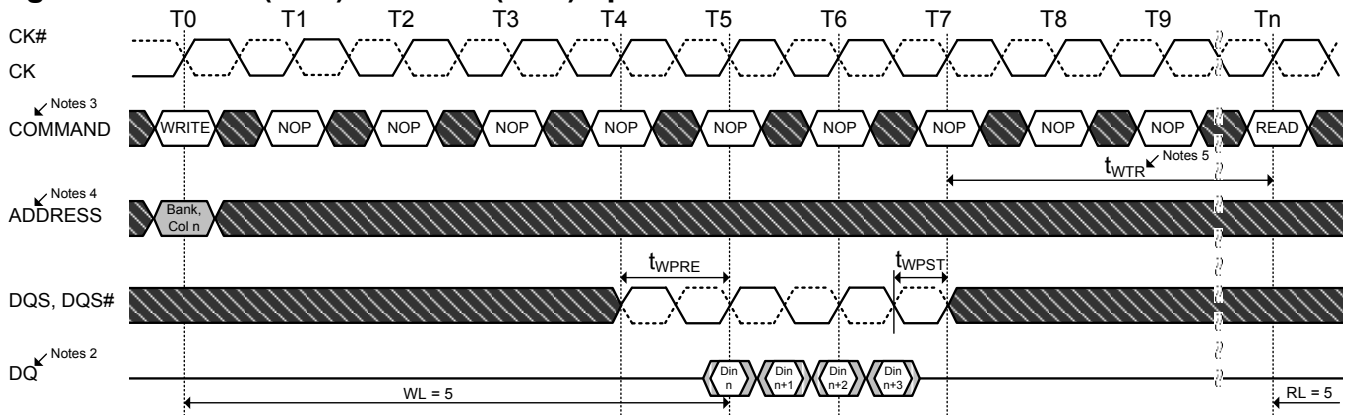 T0 T1 T2 T3 T4 T5 T6 T7 T8 T9 Tn
CK#
CK
Notes 3
COMMAND
WRITE NOP NOP NOP NOP NOP NOP NOP NOP NOP READ
tWTR Notes 5
Notes 4
ADDRESS
Bank,
Col n
tWPRE tWPST
DQS, DQS#
Notes 2
DQ
Din
n
Din
n+1
Din
n+2
Din
n+3
WL = 5
RL = 5